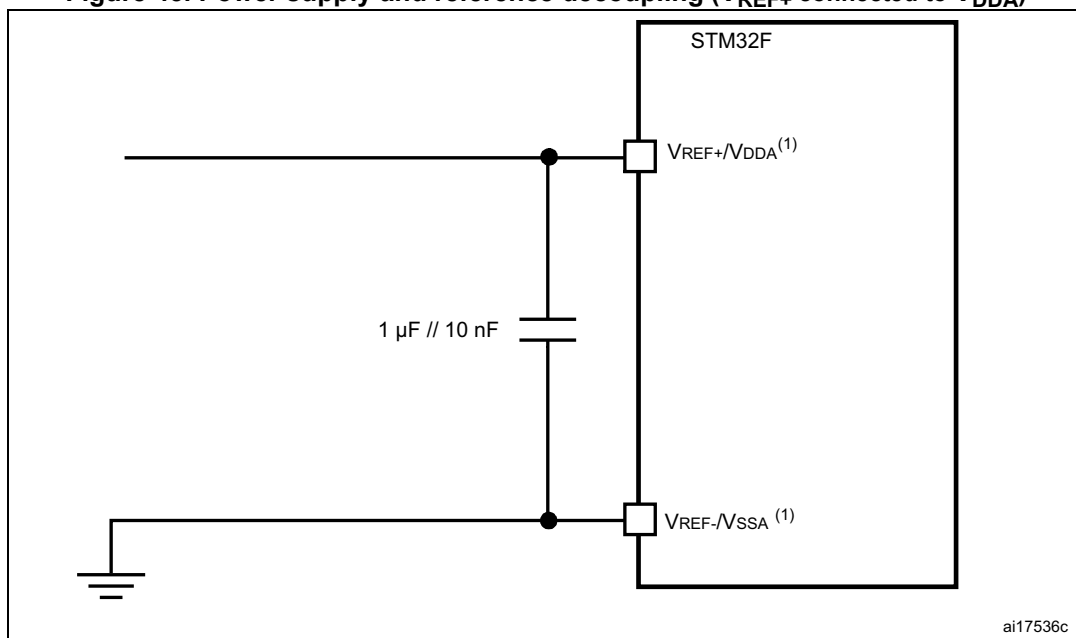 STM32F
VREF+/VDDA(1)
1 µF // 10 nF
VREF-/VSSA (1)
ai17536c